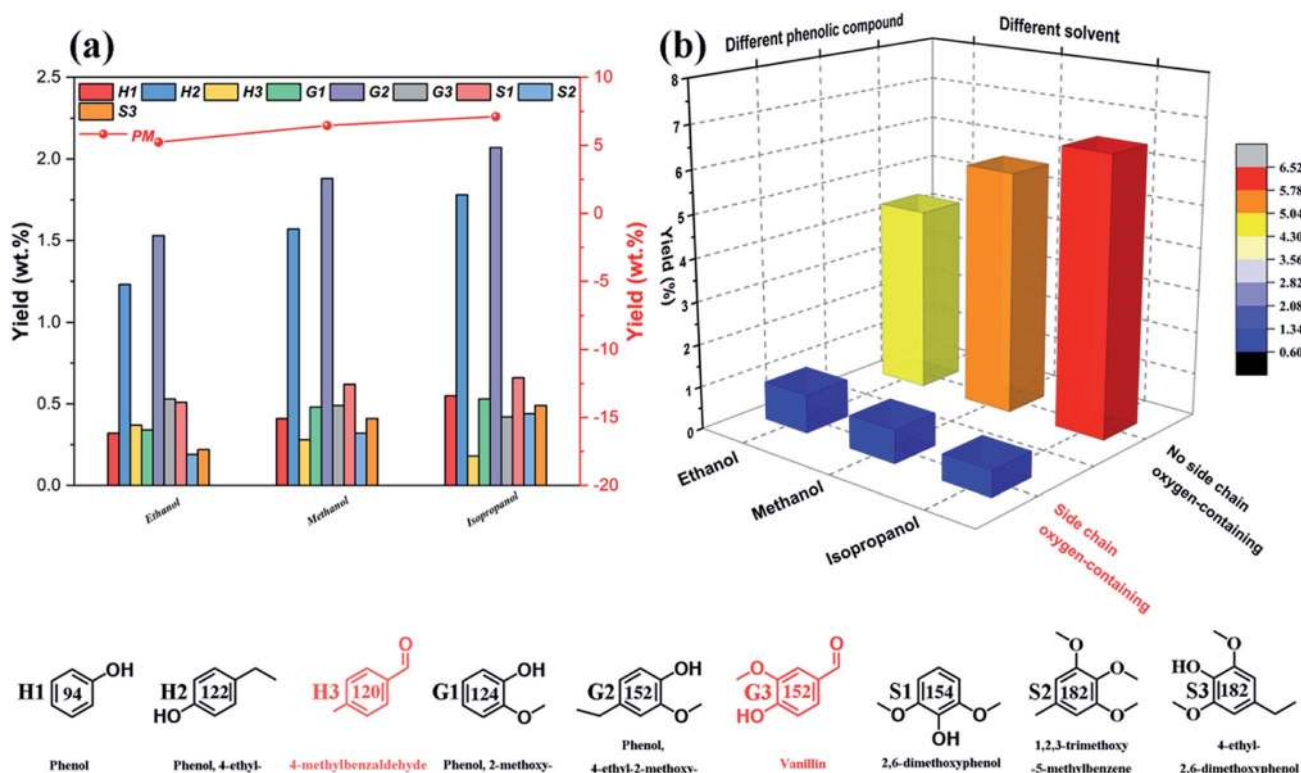 (a)
2.5
2.0
1.5
1.0
0.5
0.0
Yield (wt.%)
H1 H2 H3 G1 G2 G3 S1 S2
S3
PM
10
5
0
-5
-10
-15
-20
Yield (wt.%)
Ethanol Methanol Isopropanol
(b)
Different phenolic compound
Different solvent
8
7
6
5
4
3
2
1
0
Yield (%)
Ethanol
Methanol
Isopropanol
Side chain
oxygen-containing
No side chain
oxygen-containing
6.52
5.78
5.04
4.30
3.56
2.82
2.08
1.34
0.60
H1 94 OH
Phenol
H2 122 HO
Phenol, 4-ethyl-
H3 120 O
4-methylbenzaldehyde
G1 124 OH O
Phenol, 2-methoxy-
G2 152 OH O
Phenol,
4-ethyl-2-methoxy-
G3 152 O O HO
Vanillin
S1 154 O O OH
2,6-dimethoxyphenol
S2 182 O O O
1,2,3-trimethoxy
-5-methylbenzene
S3 182 O HO O
4-ethyl-
2,6-dimethoxyphenol